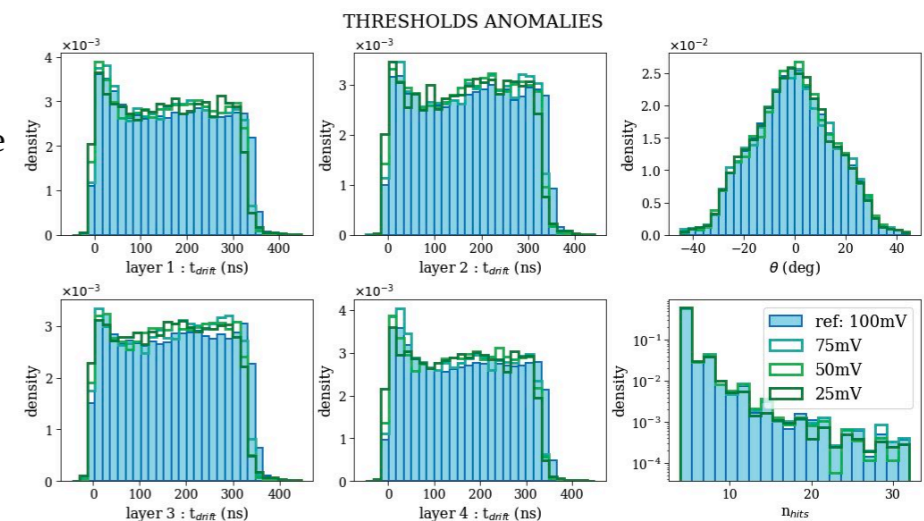 THRESHOLDS ANOMALIES
e
×10⁻³
4
3
2
1
0
density
0 100 200 300 400
layer 1 : t_drift (ns)
×10⁻³
3
2
1
0
density
0 100 200 300 400
layer 2 : t_drift (ns)
×10⁻²
2.5
2.0
1.5
1.0
0.5
0.0
density
−40 −20 0 20 40
θ (deg)
×10⁻³
3
2
1
0
density
0 100 200 300 400
layer 3 : t_drift (ns)
×10⁻³
4
3
2
1
0
density
0 100 200 300 400
layer 4 : t_drift (ns)
10⁻¹
10⁻²
10⁻³
10⁻⁴
density
ref: 100mV
75mV
50mV
25mV
10 20 30
n_hits